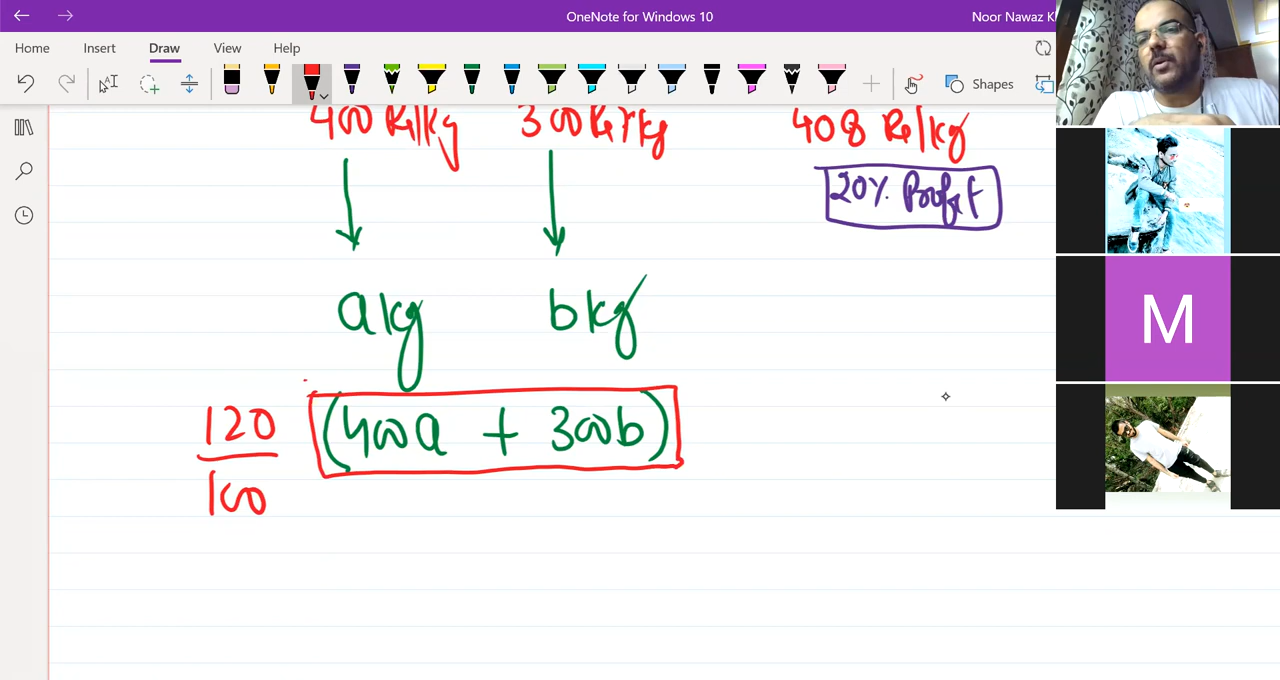 OneNote for Windows 10
Noor Nawaz K
Home Insert Draw View Help
Shapes
400 Rs/kg 300 Rs/kg 408 Rs/kg
20% Profit
a kg b kg
120
100
(400a + 300b)
M